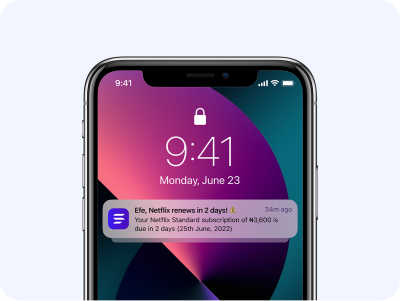 9:41
9:41
Monday, June 23
Efe, Netflix renews in 2 days!
34m ago
Your Netflix Standard subscription of ₦3,600 is
due in 2 days (25th June, 2022)